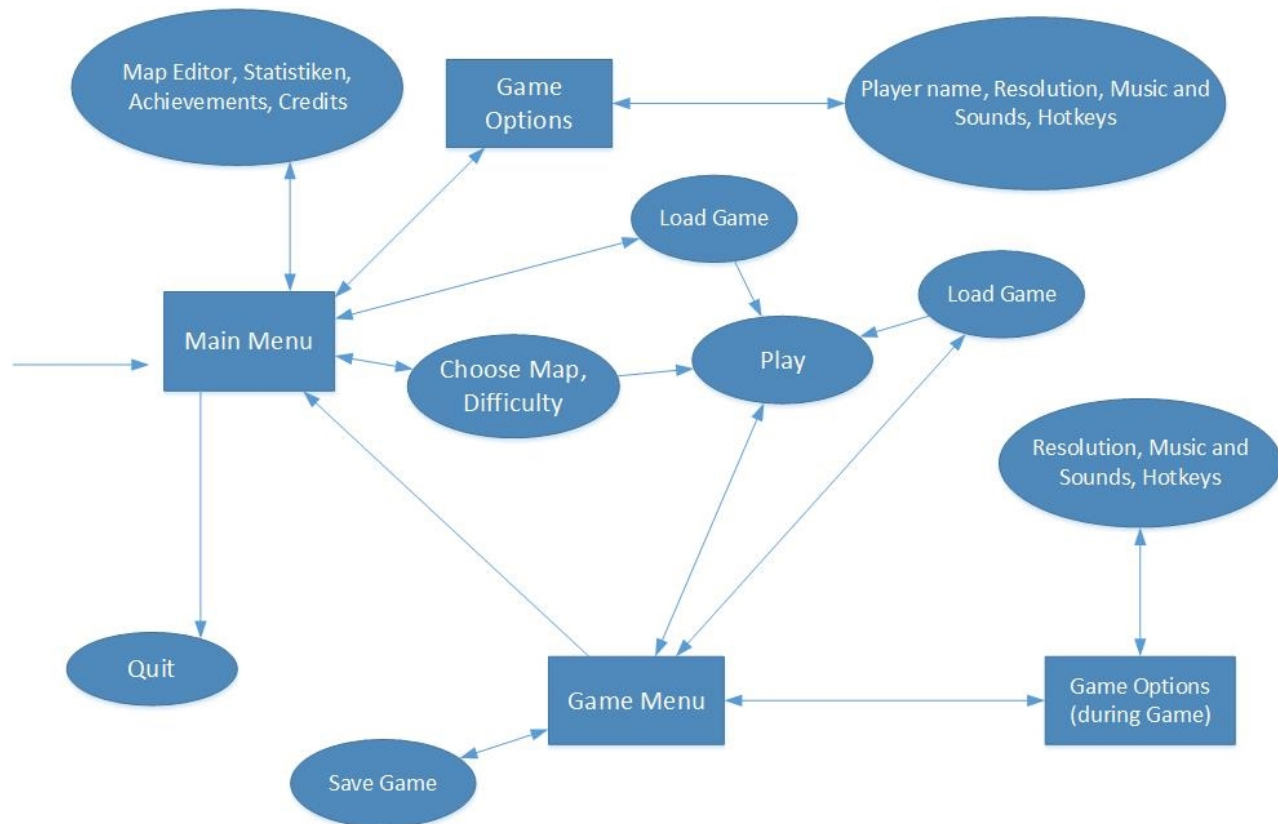 Map Editor, Statistiken,
Achievements, Credits
Game
Options
Player name, Resolution, Music and
Sounds, Hotkeys
Load Game
Load Game
Main Menu
Choose Map,
Difficulty
Play
Resolution, Music and
Sounds, Hotkeys
Quit
Game Menu
Game Options
(during Game)
Save Game